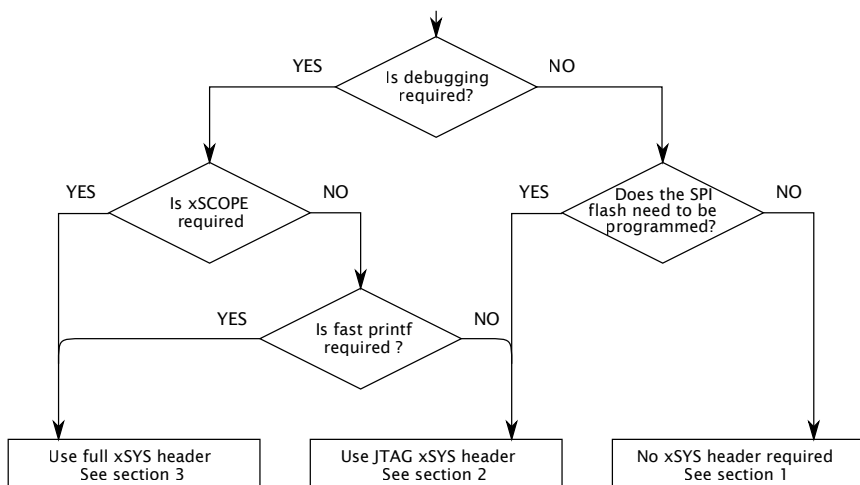 YES
Is debugging
required?
NO
YES
Is xSCOPE
required
NO
YES
Does the SPI
flash need to be
programmed?
NO
YES
Is fast printf
required ?
NO
Use full xSYS header
See section 3
Use JTAG xSYS header
See section 2
No xSYS header required
See section 1